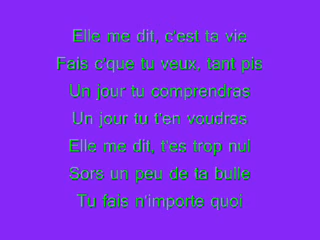 Elle me dit, c'est ta vie
Fais c'que tu veux, tant pis
Un jour tu comprendras
Un jour tu t'en voudras
Elle me dit, t'es trop nul
Sors un peu de ta bulle
Tu fais n'importe quoi